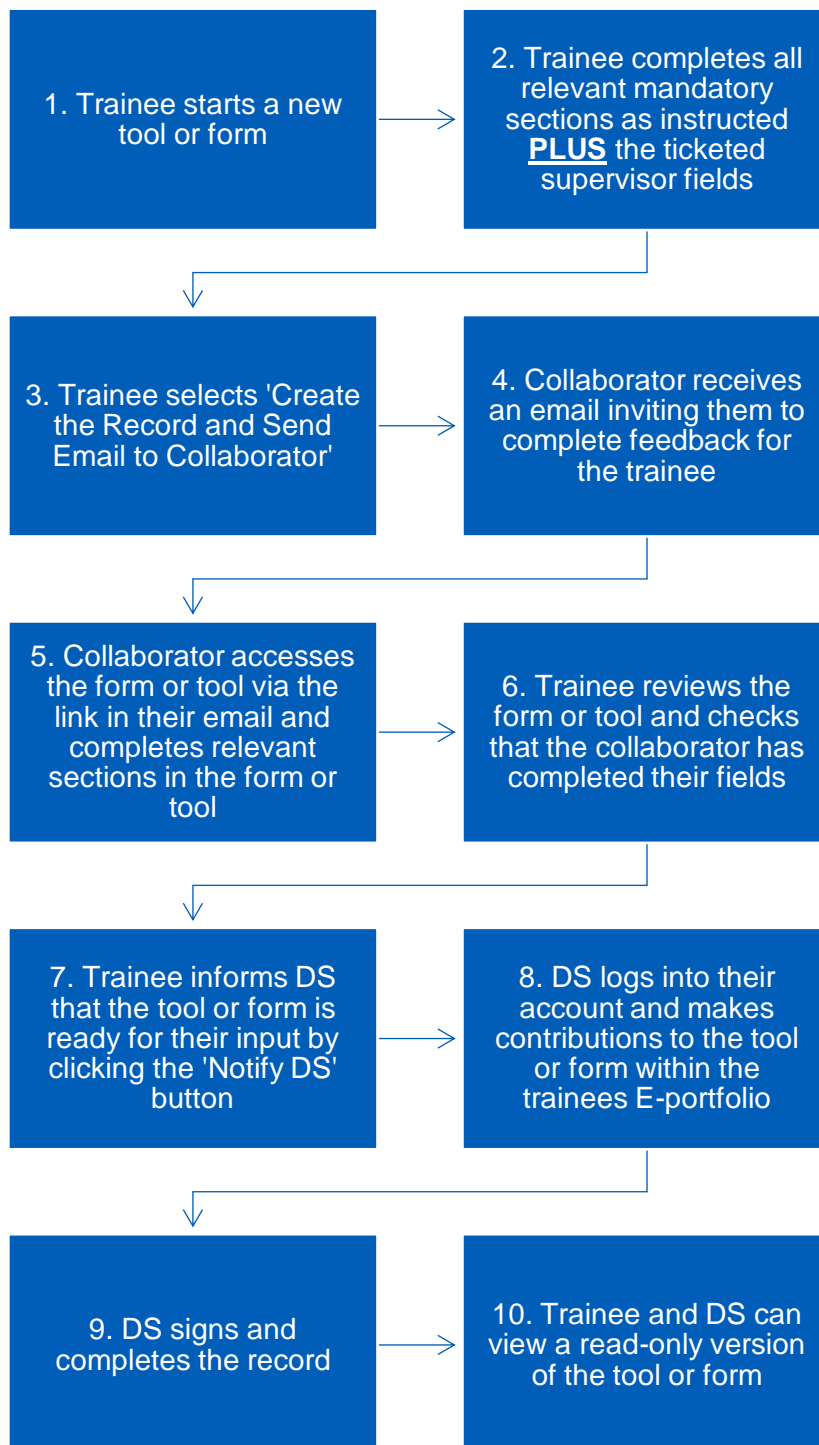 1. Trainee starts a new
tool or form
2. Trainee completes all
relevant mandatory
sections as instructed
PLUS the ticketed
supervisor fields
3. Trainee selects 'Create
the Record and Send
Email to Collaborator'
4. Collaborator receives
an email inviting them to
complete feedback for
the trainee
5. Collaborator accesses
the form or tool via the
link in their email and
completes relevant
sections in the form or
tool
6. Trainee reviews the
form or tool and checks
that the collaborator has
completed their fields
7. Trainee informs DS
that the tool or form is
ready for their input by
clicking the 'Notify DS'
button
8. DS logs into their
account and makes
contributions to the tool
or form within the
trainees E-portfolio
9. DS signs and
completes the record
10. Trainee and DS can
view a read-only version
of the tool or form